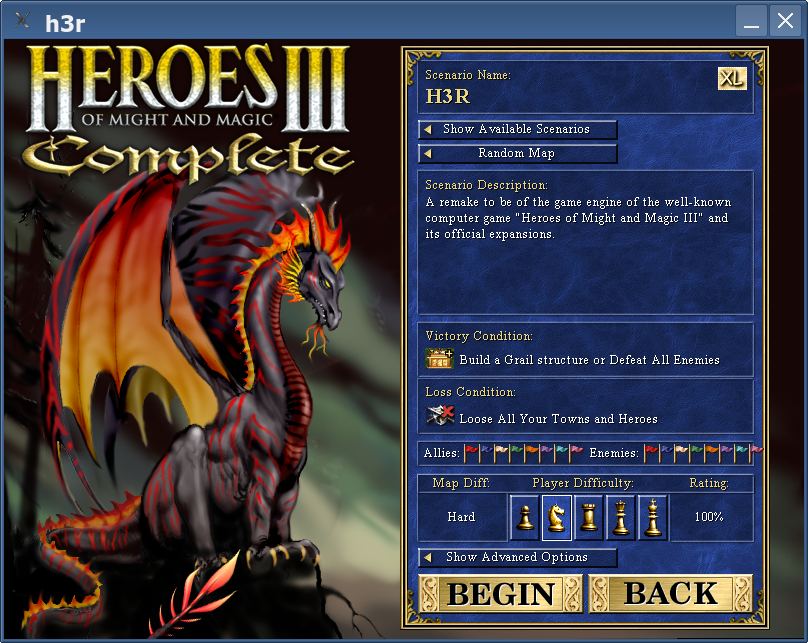 h3r
HEROES III
OF MIGHT AND MAGIC
Complete
Scenario Name:
XL
H3R
Show Available Scenarios
Random Map
Scenario Description:
A remake to be of the game engine of the well-known
computer game "Heroes of Might and Magic III" and
its official expansions.
Victory Condition:
Build a Grail structure or Defeat All Enemies
Loss Condition:
Loose All Your Towns and Heroes
Allies: Enemies:
Map Diff: Player Difficulty: Rating:
Hard 100%
Show Advanced Options
BEGIN BACK